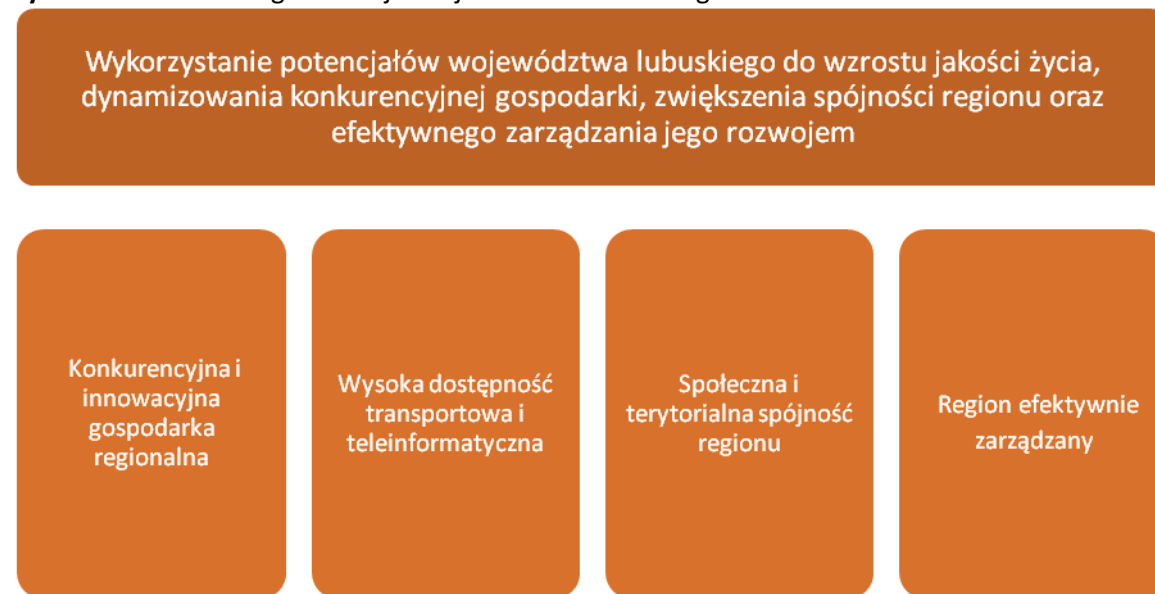 Wykorzystanie potencjałów województwa lubuskiego do wzrostu jakości życia,
dynamizowania konkurencyjnej gospodarki, zwiększenia spójności regionu oraz
efektywnego zarządzania jego rozwojem
Konkurencyjna i
innowacyjna
gospodarka
regionalna
Wysoka dostępność
transportowa i
teleinformatyczna
Społeczna i
terytorialna spójność
regionu
Region efektywnie
zarządzany